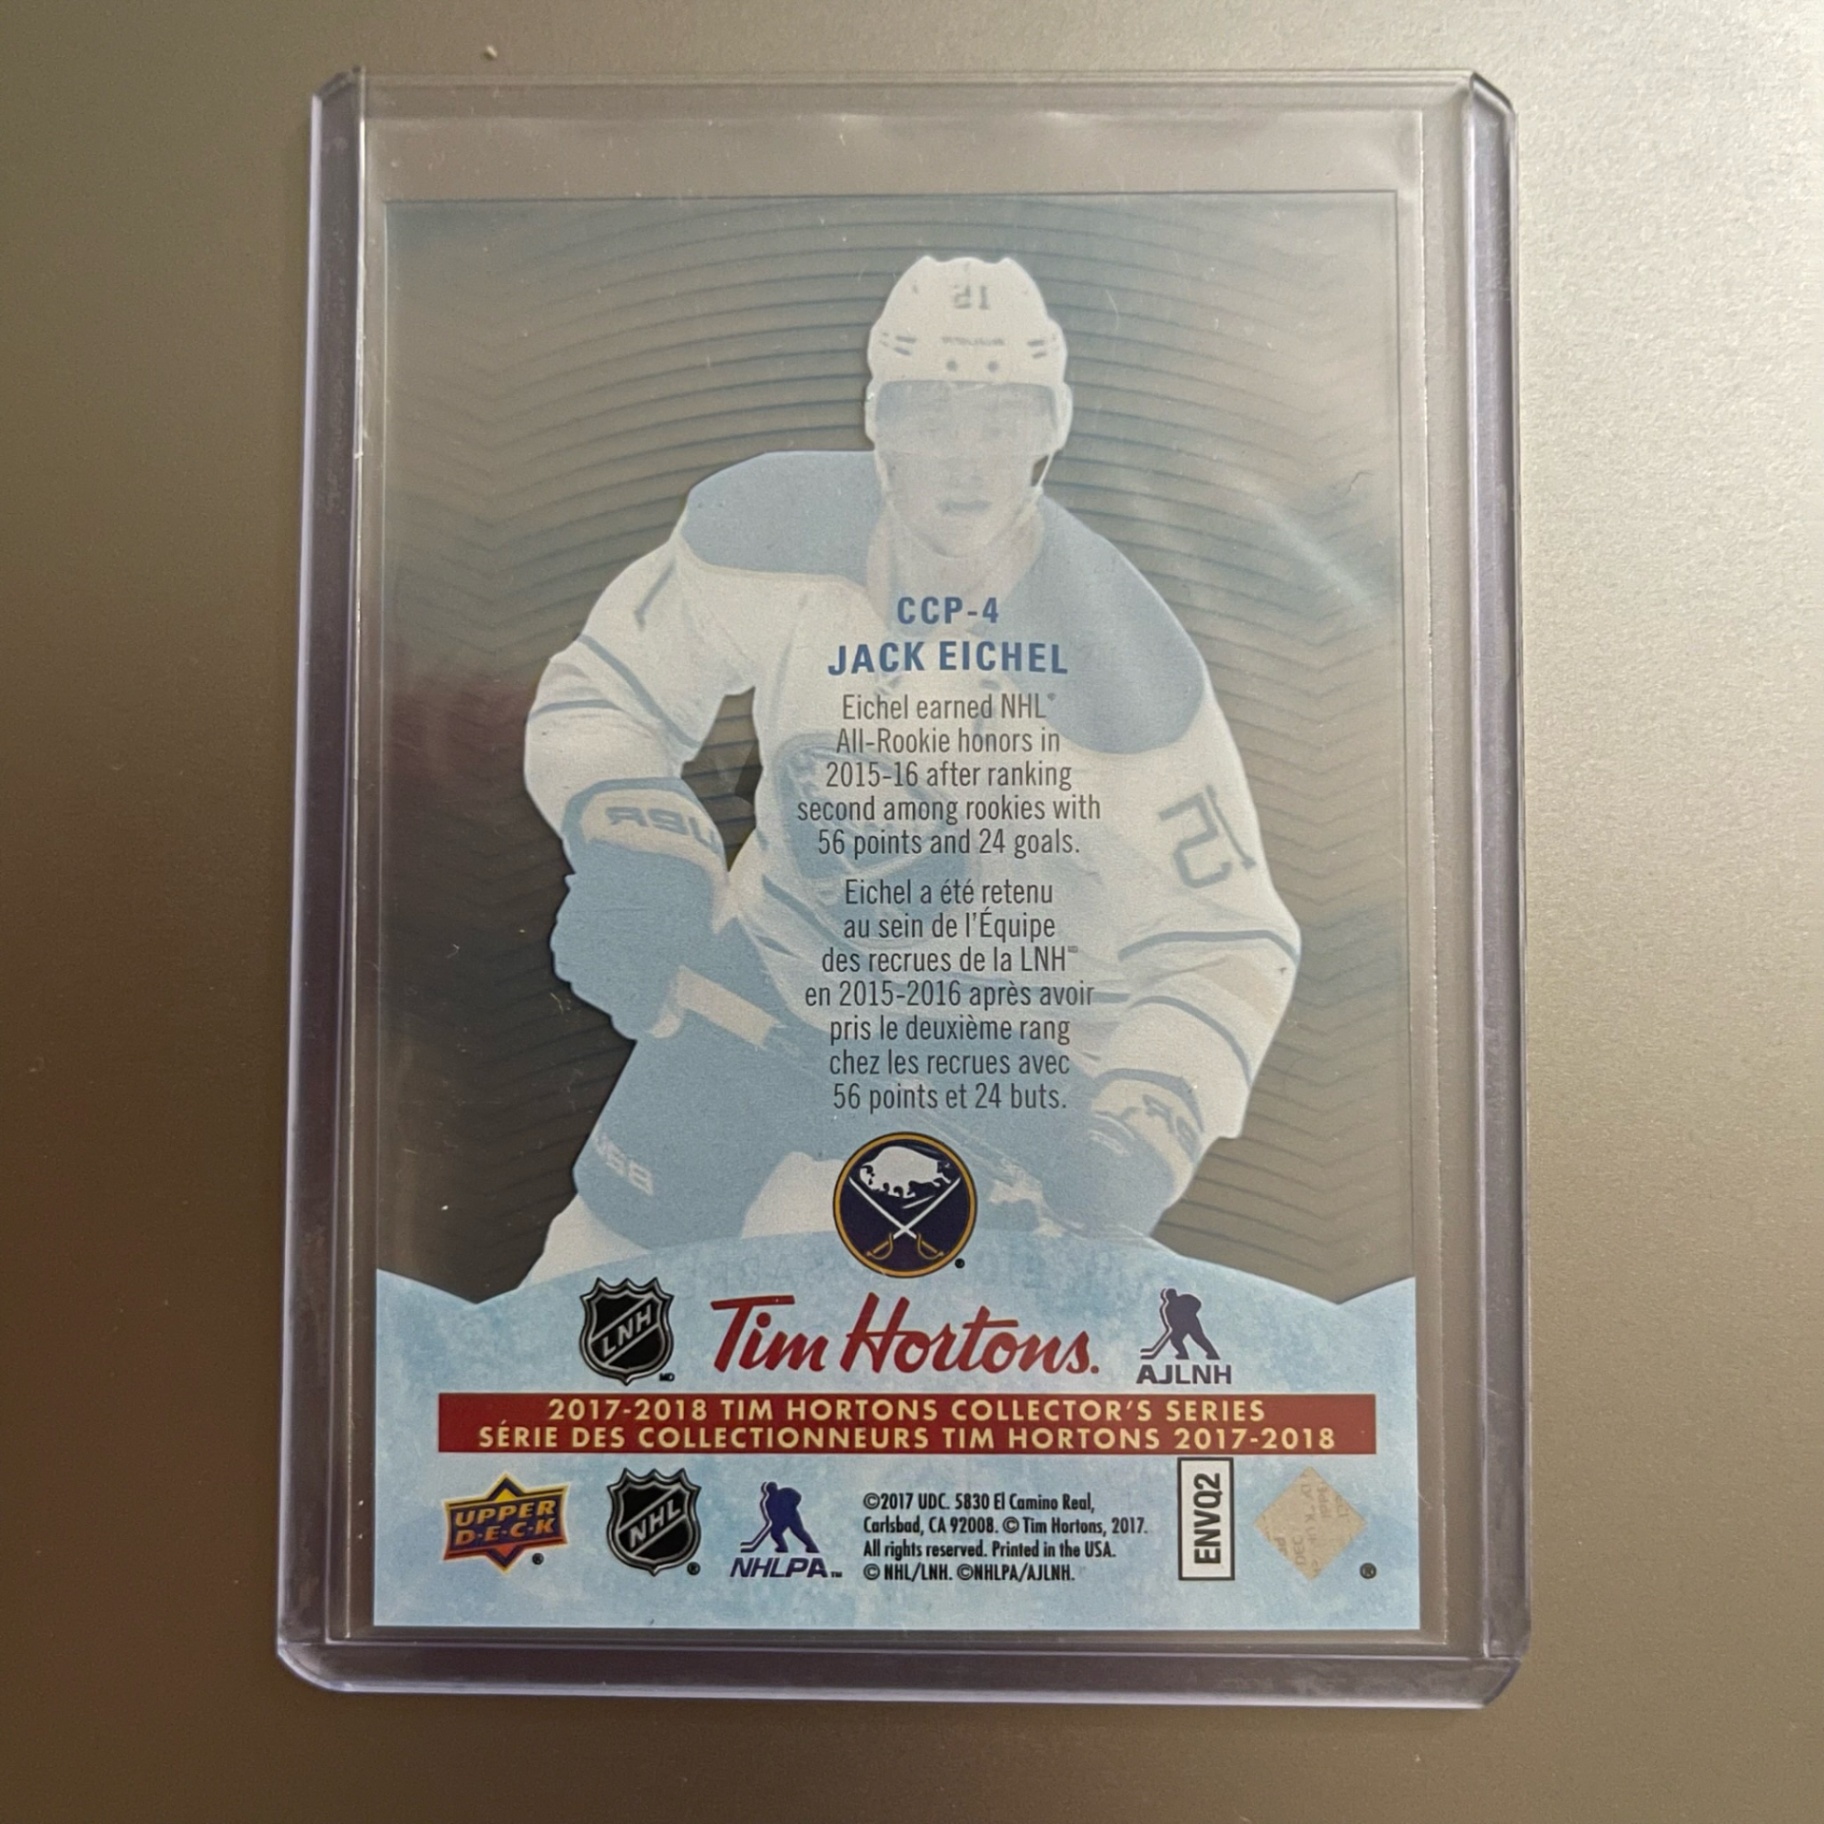 CCP-4
JACK EICHEL
Eichel earned NHL®
All-Rookie honors in
2015-16 after ranking
second among rookies with
56 points and 24 goals.
Eichel a été retenu
au sein de l'Équipe
des recrues de la LNH
en 2015-2016 après avoir
pris le deuxième rang
chez les recrues avec
56 points et 24 buts.
LNH MD Tim Hortons. AJLNH
2017-2018 TIM HORTONS COLLECTOR'S SERIES
SÉRIE DES COLLECTIONNEURS TIM HORTONS 2017-2018
UPPER
D·E·C·K ®
NHL ®
NHLPA™
©2017 UDC. 5830 El Camino Real,
Carlsbad, CA 92008. © Tim Hortons, 2017.
All rights reserved. Printed in the USA.
© NHL/LNH. ©NHLPA/AJLNH.
ENVQ2
®